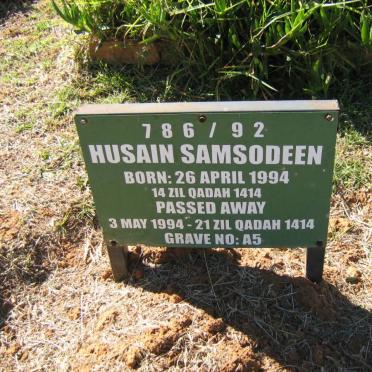 786/92
HUSAIN SAMSODEEN
BORN: 26 APRIL 1994
14 ZIL QADAH 1414
PASSED AWAY
3 MAY 1994 - 21 ZIL QADAH 1414
GRAVE NO: A5